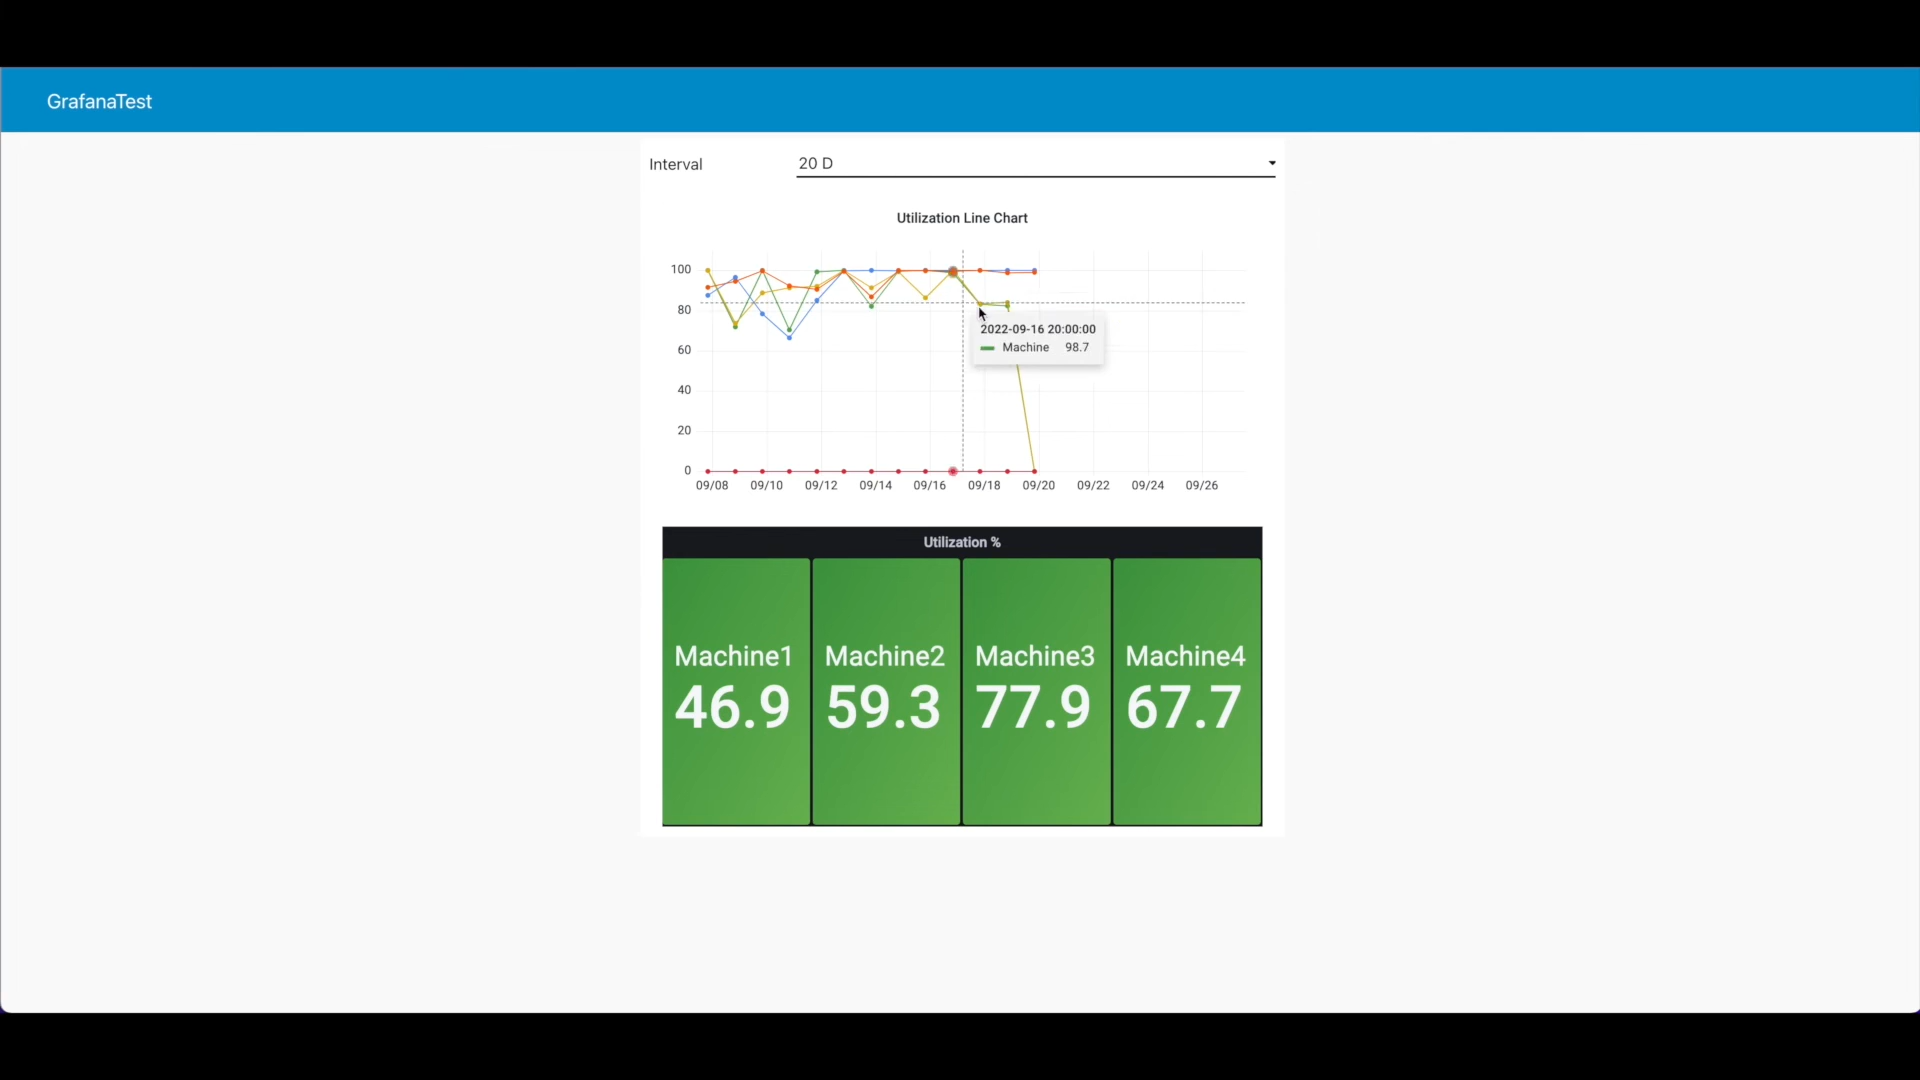 GrafanaTest
Interval 20 D
Utilization Line Chart
100
80
60
40
20
0
2022-09-16 20:00:00
Machine 98.7
09/08 09/10 09/12 09/14 09/16 09/18 09/20 09/22 09/24 09/26
Utilization %
Machine1 Machine2 Machine3 Machine4
46.9 59.3 77.9 67.7